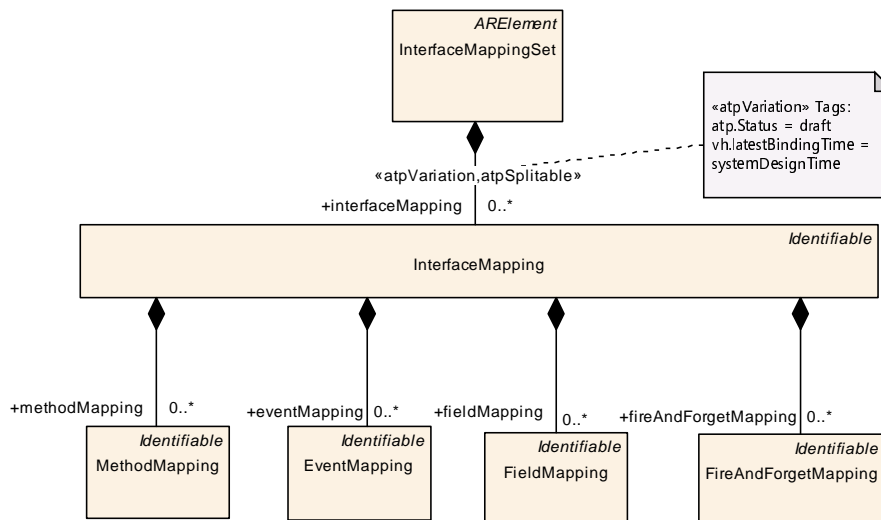 ARElement
InterfaceMappingSet
«atpVariation» Tags:
atp.Status = draft
vh.latestBindingTime =
systemDesignTime
«atpVariation,atpSplitable»
+interfaceMapping 0..*
Identifiable
InterfaceMapping
+methodMapping 0..*
+eventMapping 0..*
+fieldMapping 0..*
+fireAndForgetMapping 0..*
Identifiable
MethodMapping
Identifiable
EventMapping
Identifiable
FieldMapping
Identifiable
FireAndForgetMapping